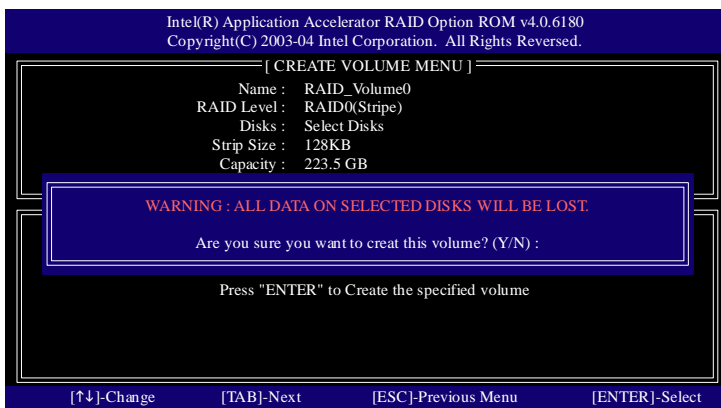 Intel(R) Application Accelerator RAID Option ROM v4.0.6180
Copyright(C) 2003-04 Intel Corporation. All Rights Reversed.
[ CREATE VOLUME MENU ]
Name : RAID_Volume0
RAID Level : RAID0(Stripe)
Disks : Select Disks
Strip Size : 128KB
Capacity : 223.5 GB
WARNING : ALL DATA ON SELECTED DISKS WILL BE LOST.
Are you sure you want to creat this volume? (Y/N) :
Press "ENTER" to Create the specified volume
[↑↓]-Change [TAB]-Next [ESC]-Previous Menu [ENTER]-Select